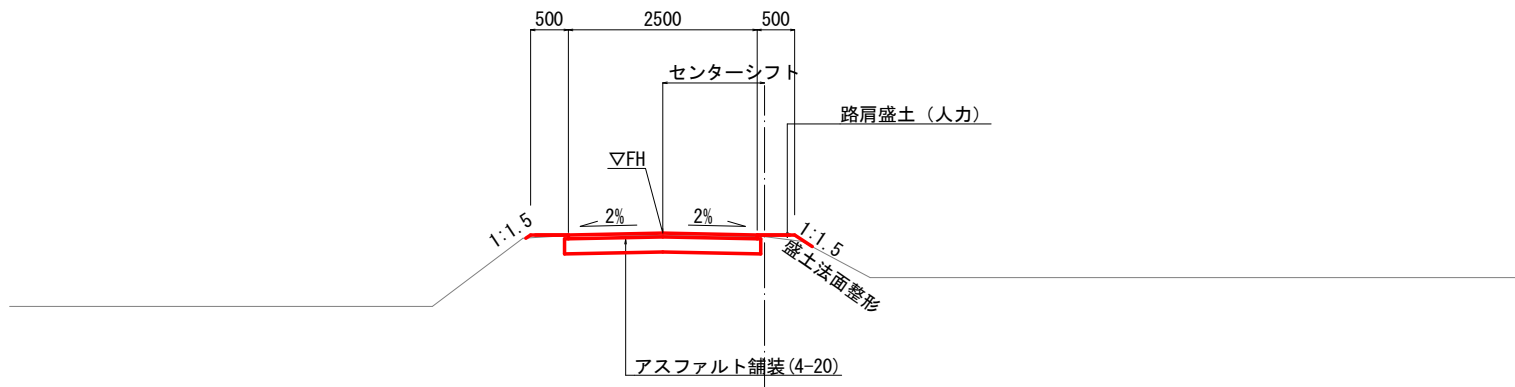 500 2500 500
センターシフト
路肩盛土（人力）
▽FH
2% 2%
1:1.5
1:1.5
盛土法面整形
アスファルト舗装(4-20)